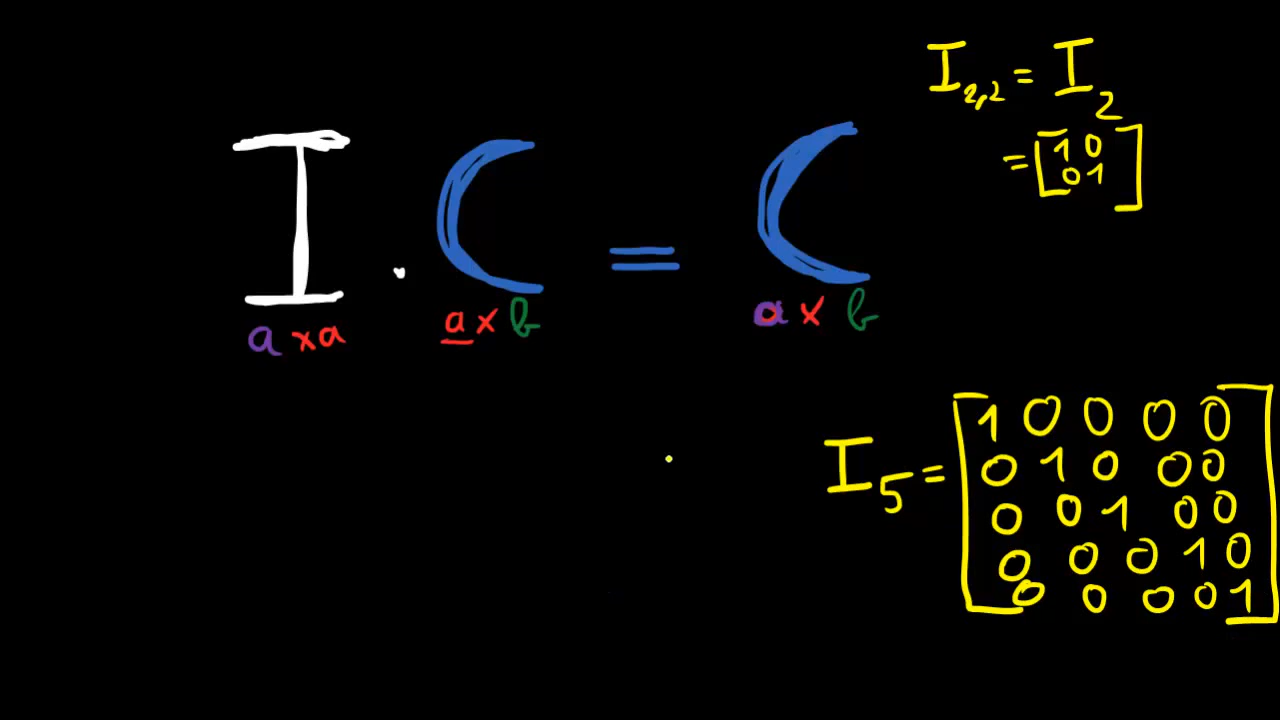 I · C = C
a × a a × b a × b
I2,2 = I2
= [1 0
0 1]
I5 = [1 0 0 0 0
0 1 0 0 0
0 0 1 0 0
0 0 0 1 0
0 0 0 0 1]